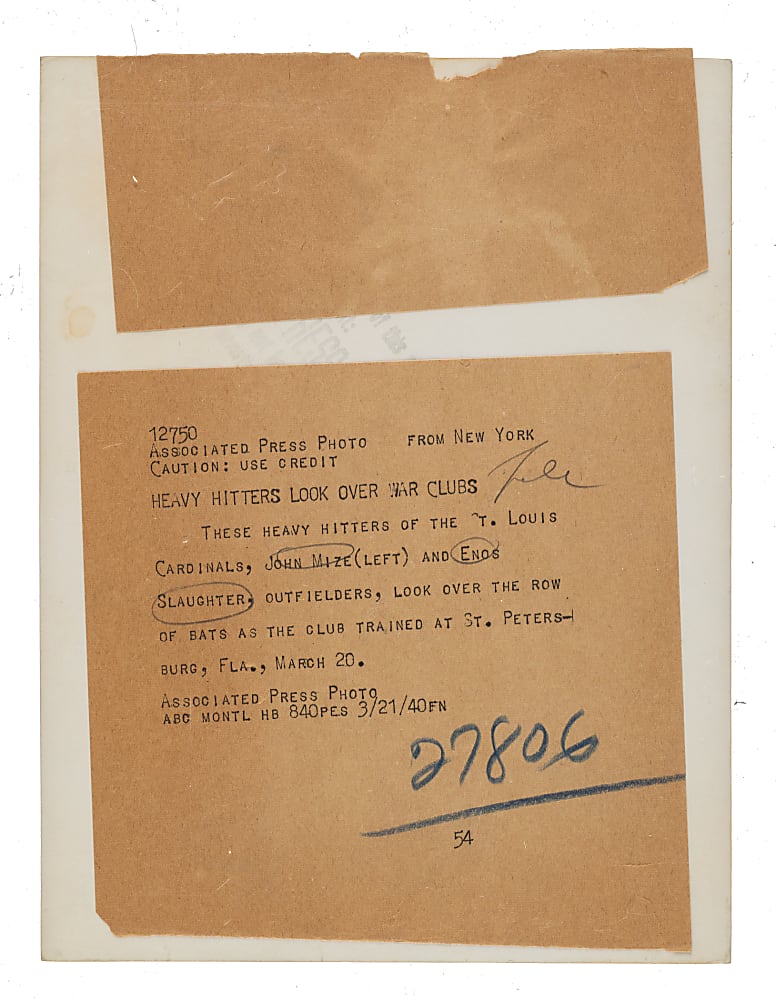 12750
ASSOCIATED PRESS PHOTO FROM NEW YORK
CAUTION: USE CREDIT
HEAVY HITTERS LOOK OVER WAR CLUBS
THESE HEAVY HITTERS OF THE ST. LOUIS
CARDINALS, JOHN MIZE(LEFT) AND ENOS
SLAUGHTER, OUTFIELDERS, LOOK OVER THE ROW
OF BATS AS THE CLUB TRAINED AT ST. PETERS-
BURG, FLA., MARCH 20.
ASSOCIATED PRESS PHOTO
ABC MONTL HB 840PES 3/21/40FN
27806
54